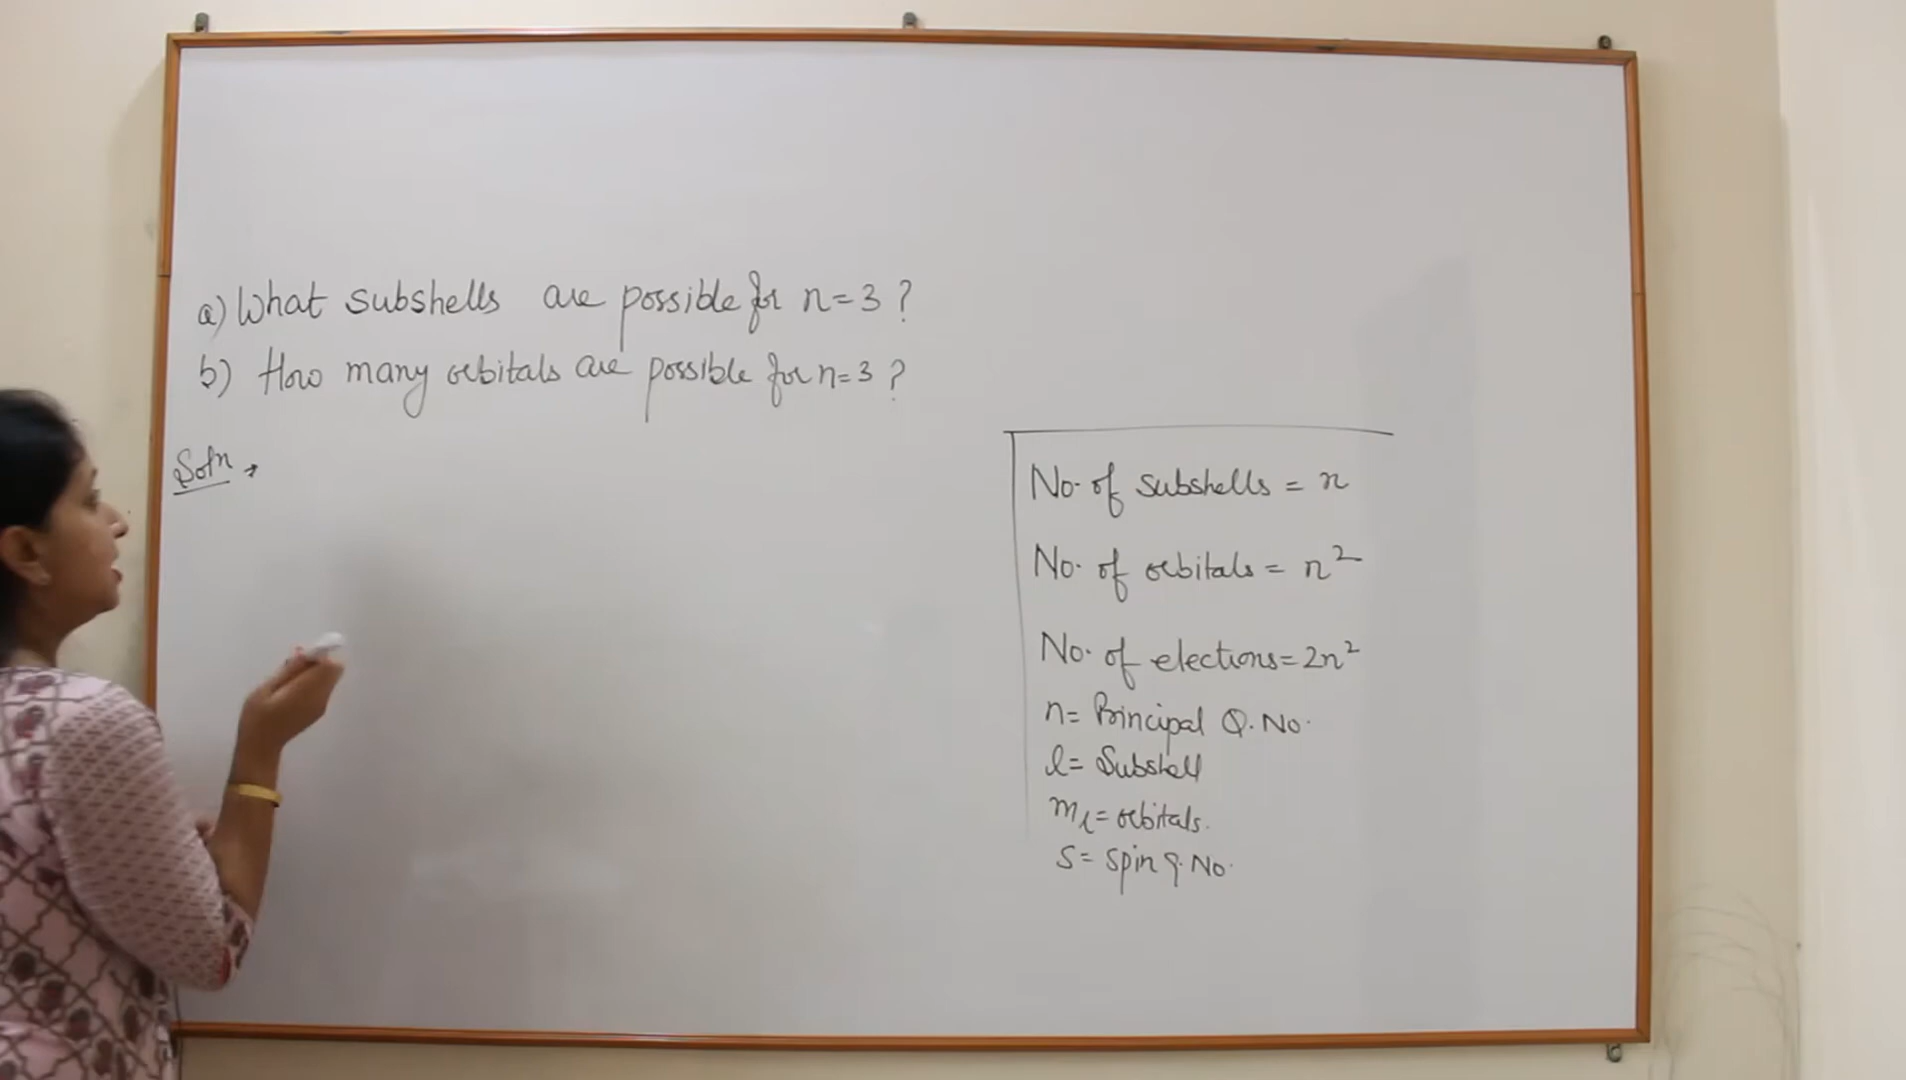 a) What subshells are possible for n=3 ?
b) How many orbitals are possible for n=3 ?
Soln →
No. of subshells = n
No. of orbitals = n²
No. of electrons = 2n²
n = Principal Q. No.
l = Subshell
mₗ = orbitals.
s = spin q. No.